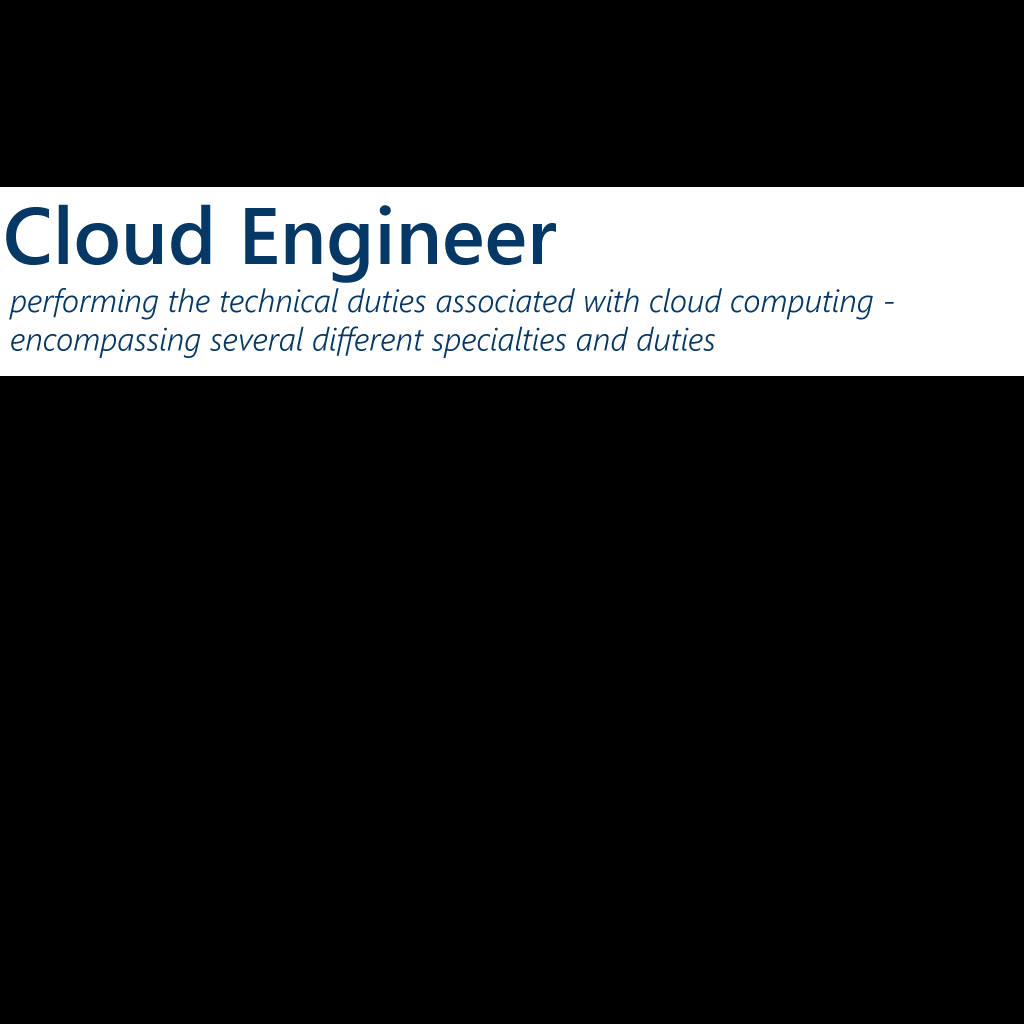 Cloud Engineer
performing the technical duties associated with cloud computing -
encompassing several different specialties and duties